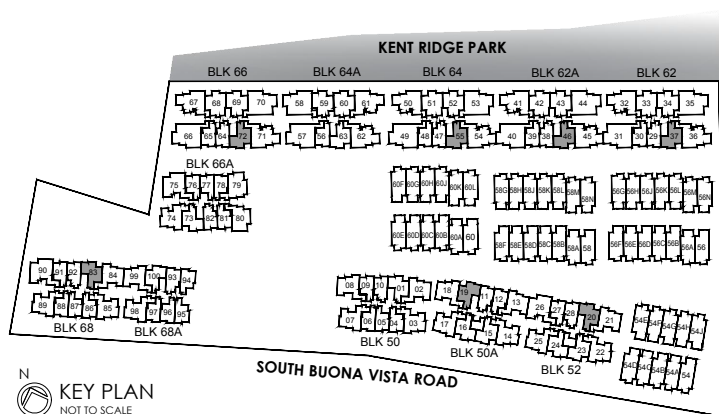 KENT RIDGE PARK
BLK 66 BLK 64A BLK 64 BLK 62A BLK 62
67 68 69 70 58 59 60 61 50 51 52 53 41 42 43 44 32 33 34 35
66 65 64 72 71 57 56 63 62 49 48 47 55 54 40 39 38 46 45 31 30 29 37 36
BLK 66A
75 76 77 78 79 60F 60G 60H 60J 60K 60L 58G 58H 58J 58K 58L 58M 58N 56G 56H 56J 56K 56L 56M 56N
74 73 82 81 80 60E 60D 60C 60B 60A 60 58F 58E 58D 58C 58B 58A 58 56F 56E 56D 56C 56B 56A 56
90 91 92 83 84 99 100 93 94 08 09 10 01 02 18 19 11 12 13 26 27 28 20 21 54E 54F 54G 54H 54J
89 88 87 86 85 98 97 96 95 07 06 05 04 03 17 16 15 14 25 24 23 22 54D 54C 54B 54A 54
BLK 68 BLK 68A BLK 50 BLK 50A BLK 52
SOUTH BUONA VISTA ROAD
N
KEY PLAN
NOT TO SCALE